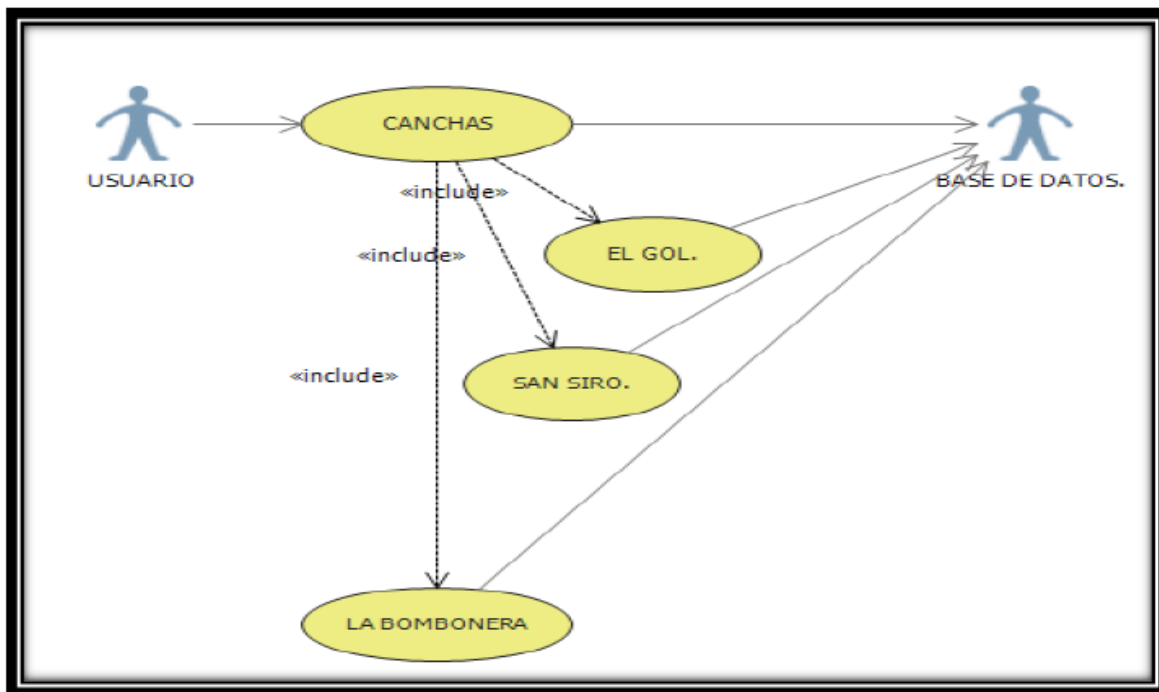 CANCHAS
USUARIO
BASE DE DATOS.
«include»
EL GOL.
«include»
«include»
SAN SIRO.
LA BOMBONERA